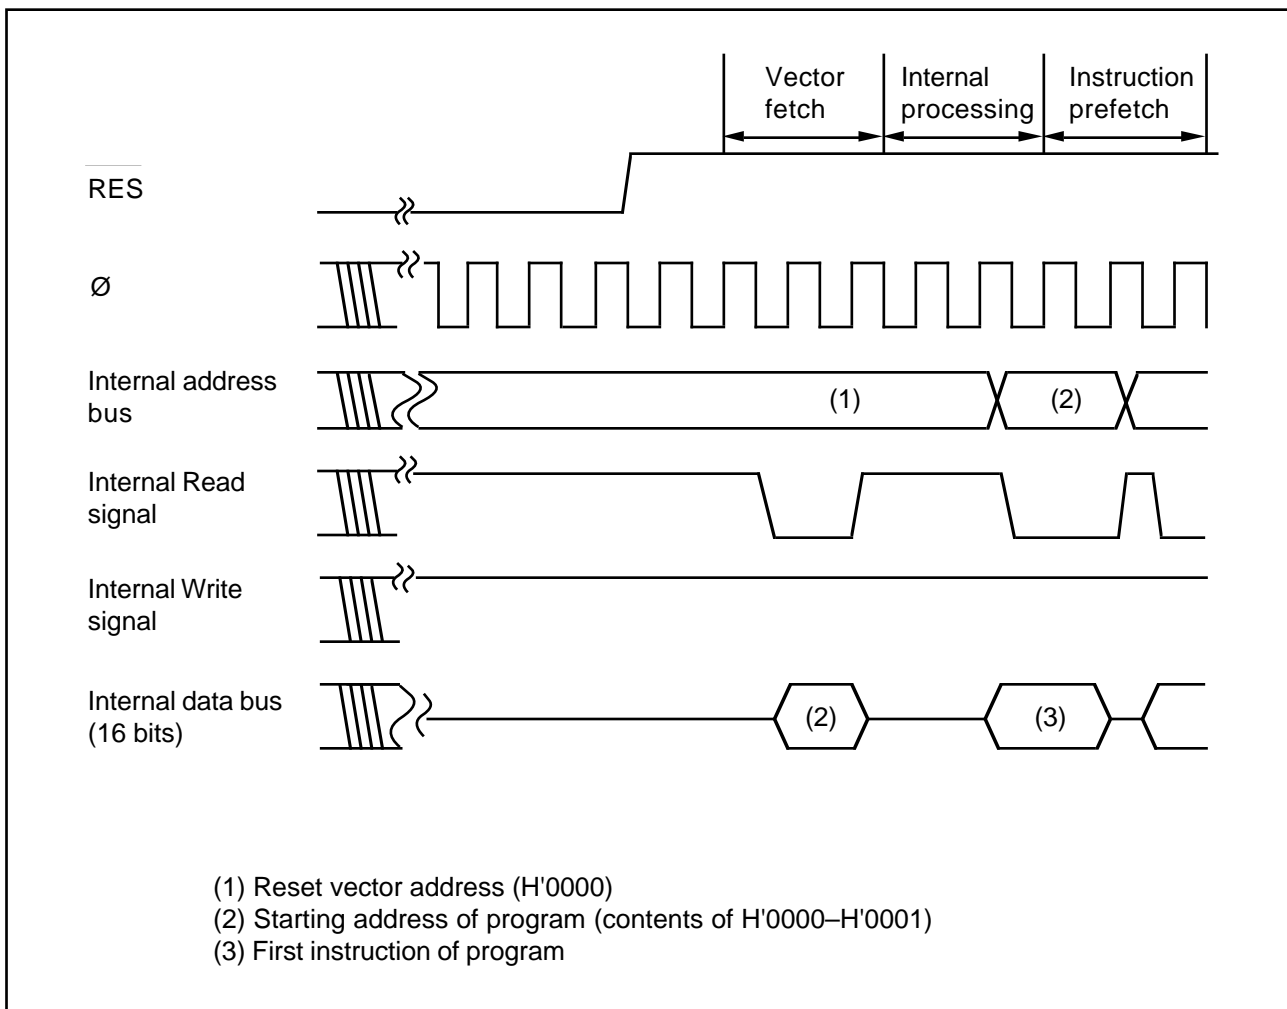 Vector
fetch
Internal
processing
Instruction
prefetch
RES
Ø
Internal address
bus
(1)
(2)
Internal Read
signal
Internal Write
signal
Internal data bus
(16 bits)
(2)
(3)
(1) Reset vector address (H'0000)
(2) Starting address of program (contents of H'0000–H'0001)
(3) First instruction of program